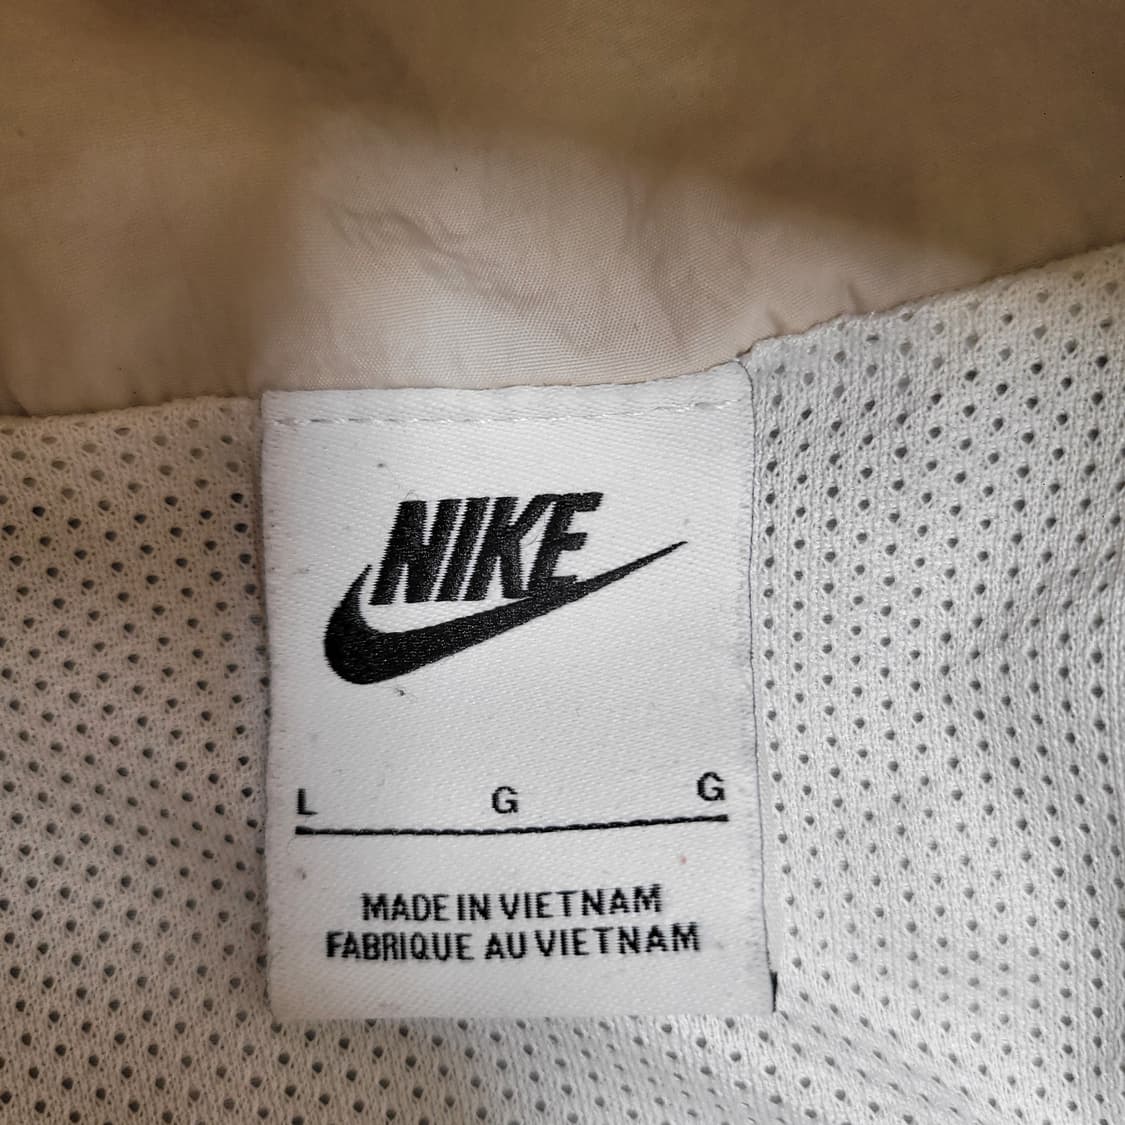 NIKE
L G G
MADE IN VIETNAM
FABRIQUE AU VIETNAM